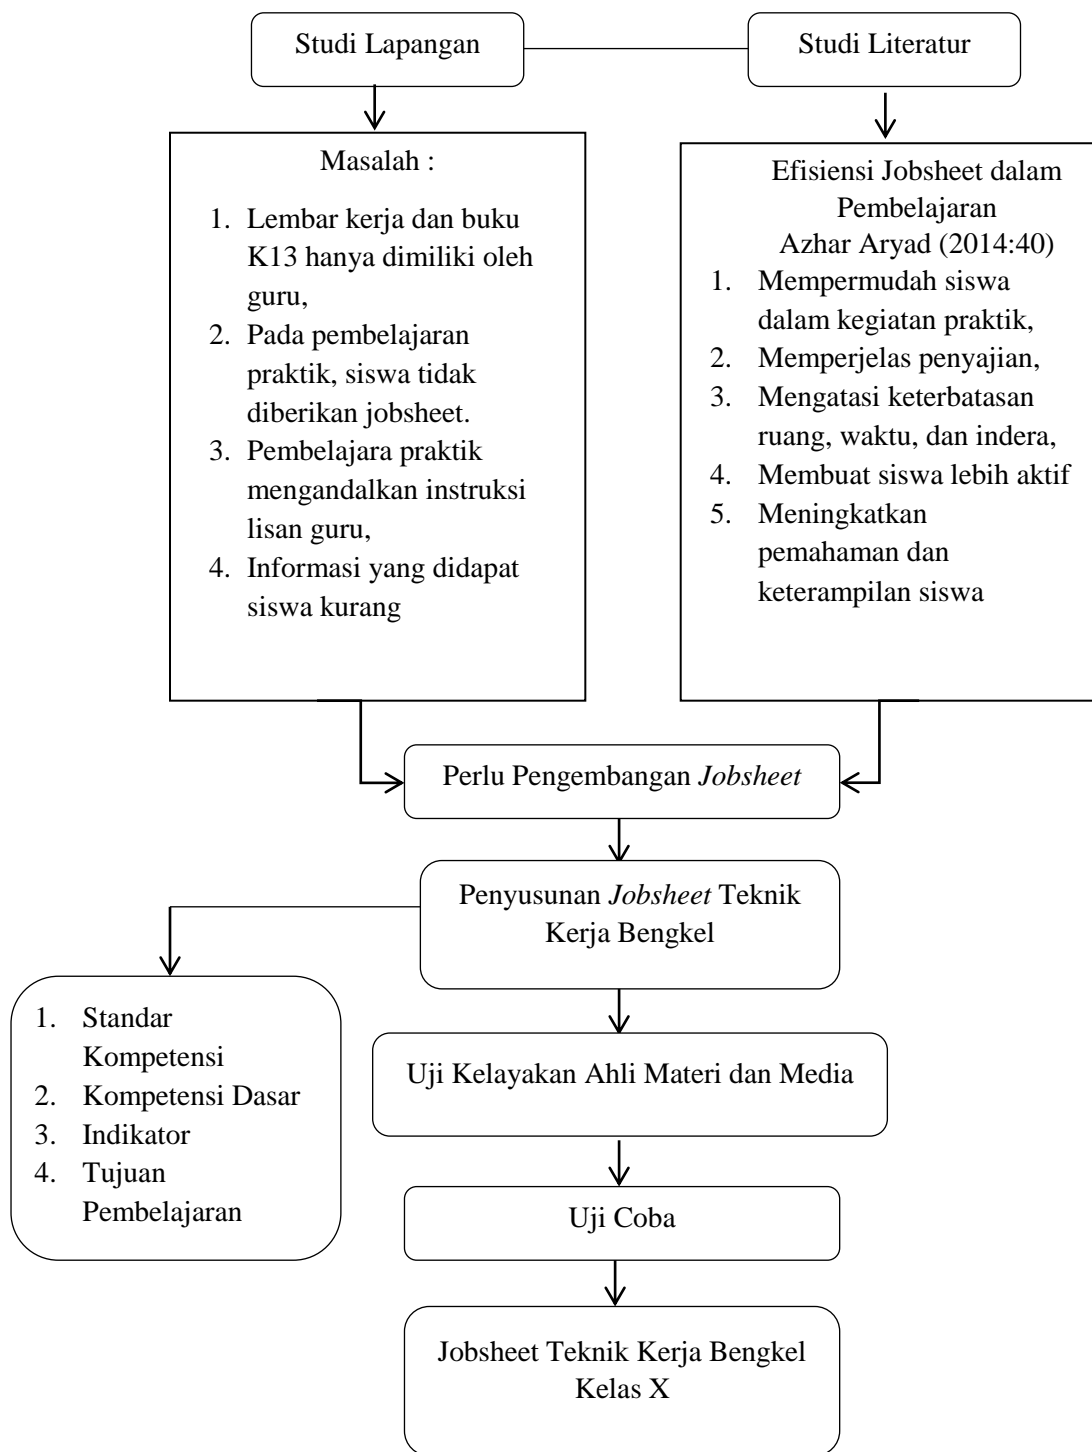 Studi Lapangan
Studi Literatur
Masalah :
1. Lembar kerja dan buku
K13 hanya dimiliki oleh
guru,
2. Pada pembelajaran
praktik, siswa tidak
diberikan jobsheet.
3. Pembelajara praktik
mengandalkan instruksi
lisan guru,
4. Informasi yang didapat
siswa kurang
Efisiensi Jobsheet dalam
Pembelajaran
Azhar Aryad (2014:40)
1. Mempermudah siswa
dalam kegiatan praktik,
2. Memperjelas penyajian,
3. Mengatasi keterbatasan
ruang, waktu, dan indera,
4. Membuat siswa lebih aktif
5. Meningkatkan
pemahaman dan
keterampilan siswa
Perlu Pengembangan Jobsheet
Penyusunan Jobsheet Teknik
Kerja Bengkel
1. Standar
Kompetensi
2. Kompetensi Dasar
3. Indikator
4. Tujuan
Pembelajaran
Uji Kelayakan Ahli Materi dan Media
Uji Coba
Jobsheet Teknik Kerja Bengkel
Kelas X